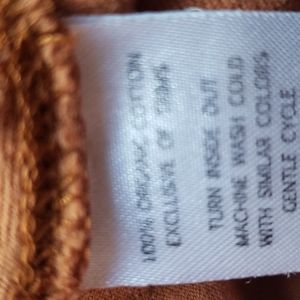 100% ORGANIC COTTON
EXCLUSIVE OF TRIMS
TURN INSIDE OUT
MACHINE WASH COLD
WITH SIMILAR COLORS
GENTLE CYCLE